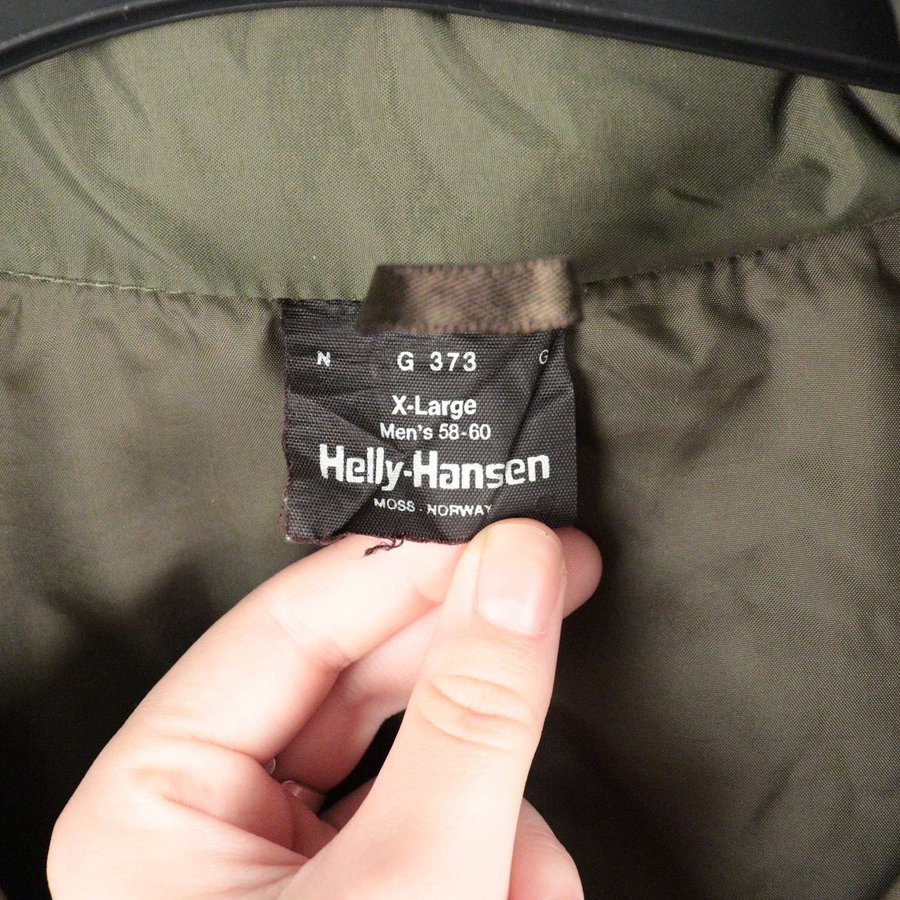 N G 373 G
X-Large
Men's 58-60
Helly-Hansen
MOSS · NORWAY